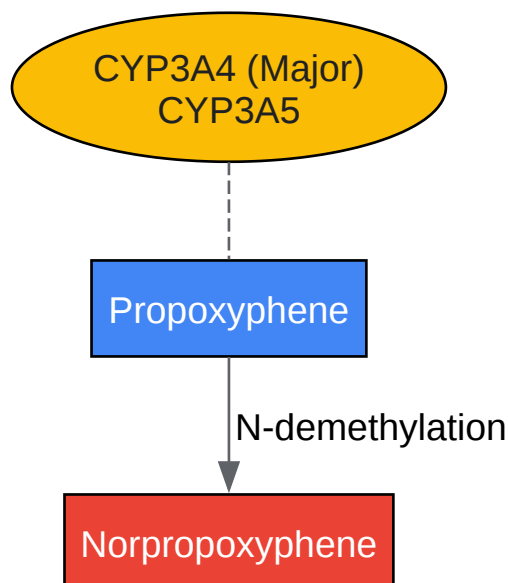 CYP3A4 (Major)
CYP3A5
Propoxyphene
N-demethylation
Norpropoxyphene